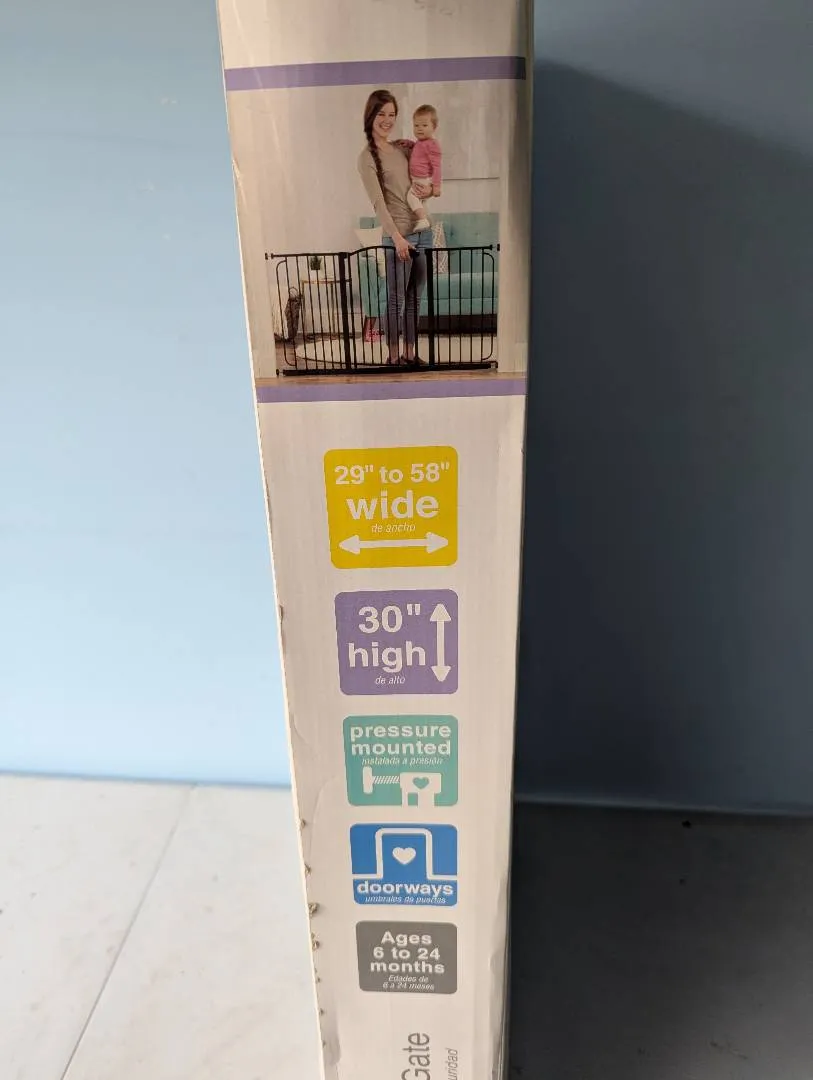 29" to 58"
wide
de ancho
30"
high
de alto
pressure
mounted
instalada a presión
doorways
umbrales de puertas
Ages
6 to 24
months
Edades de
6 a 24 meses
Gate